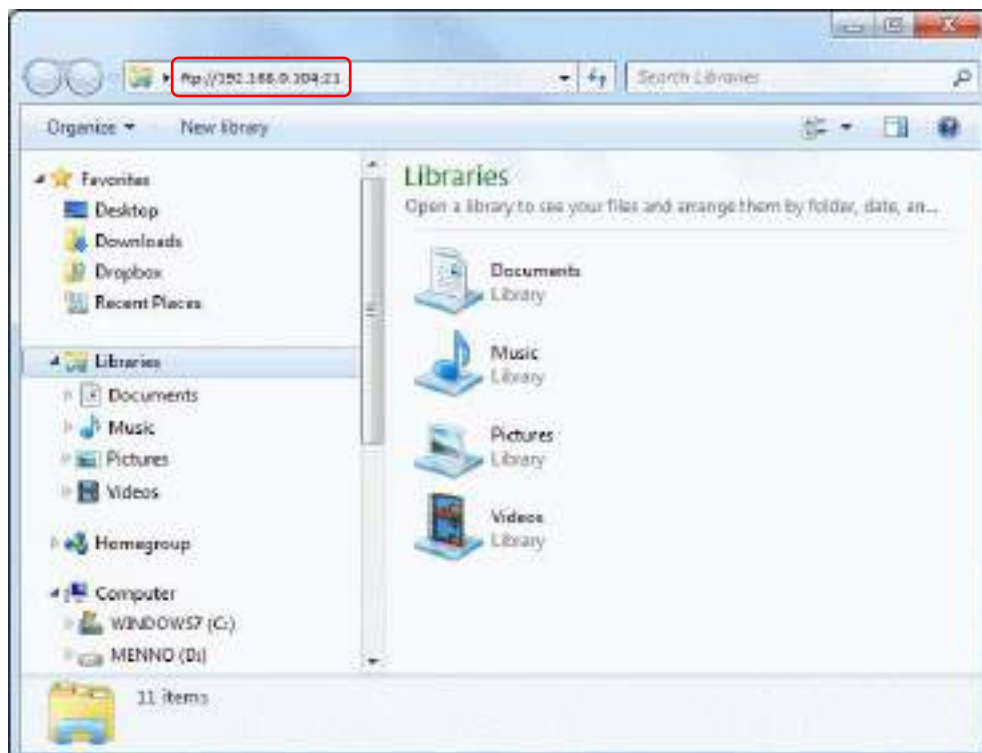 ftp://192.168.0.104:21
Search Libraries
Organize
New library
Favorites
Desktop
Downloads
Dropbox
Recent Places
Libraries
Documents
Music
Pictures
Videos
Homegroup
Computer
WINDOWS7 (C:)
MENNO (D:)
Libraries
Open a library to see your files and arrange them by folder, date, an...
Documents
Library
Music
Library
Pictures
Library
Videos
Library
11 items